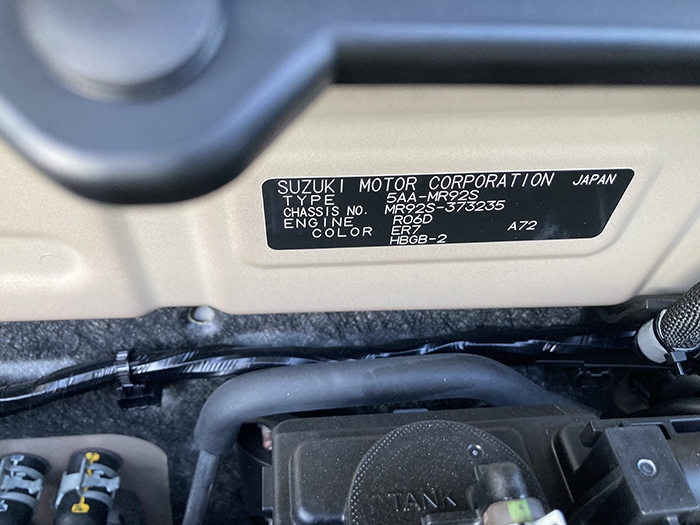 SUZUKI MOTOR CORPORATION JAPAN
TYPE 5AA-MR92S
CHASSIS NO. MR92S-373235
ENGINE R06D
COLOR ER7 A72
HBGB-2
TANK